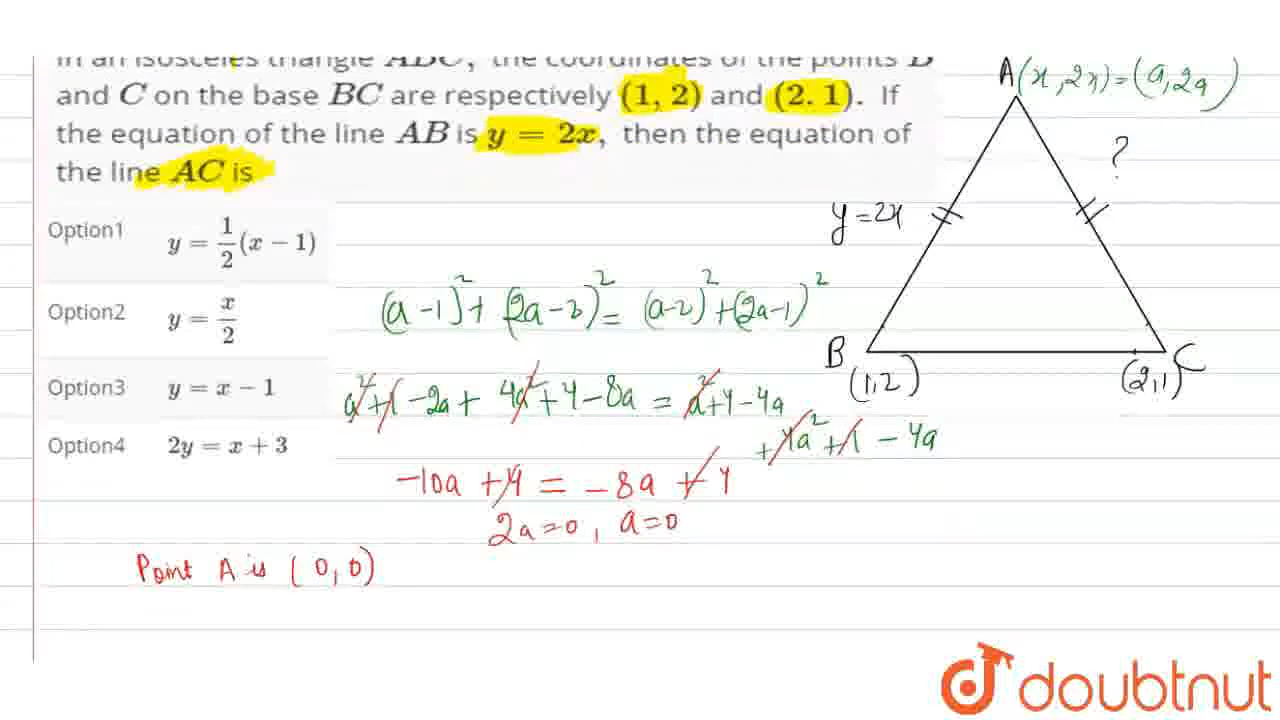 In an isosceles triangle ABC, the coordinates of the points B
and C on the base BC are respectively (1, 2) and (2. 1). If
the equation of the line AB is y = 2x, then the equation of
the line AC is
Option1 y = 1/2 (x − 1)
Option2 y = x/2
Option3 y = x − 1
Option4 2y = x + 3
A (x, 2x) = (a, 2a)
?
y = 2x
B
(1, 2)
C
(2, 1)
(a − 1)² + (2a − 2)² = (a − 2)² + (2a − 1)²
a² + 1 − 2a + 4a² + 4 − 8a = a² + 4 − 4a
+ 4a² + 1 − 4a
−10a + 4 = −8a + 4
2a = 0, a = 0
Point A is (0, 0)
doubtnut